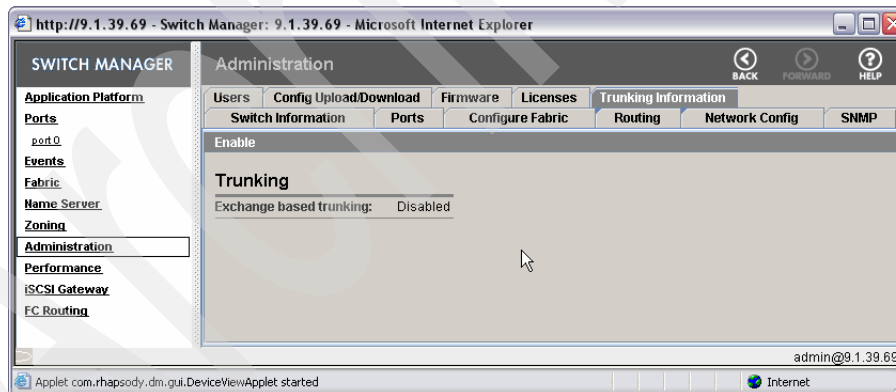 http://9.1.39.69 - Switch Manager: 9.1.39.69 - Microsoft Internet Explorer
SWITCH MANAGER
Administration
BACK FORWARD HELP
Application Platform
Ports
port 0
Events
Fabric
Name Server
Zoning
Administration
Performance
iSCSI Gateway
FC Routing
Users Config Upload/Download Firmware Licenses Trunking Information
Switch Information Ports Configure Fabric Routing Network Config SNMP
Enable
Trunking
Exchange based trunking: Disabled
admin@9.1.39.69
Applet com.rhapsody.dm.gui.DeviceViewApplet started
Internet